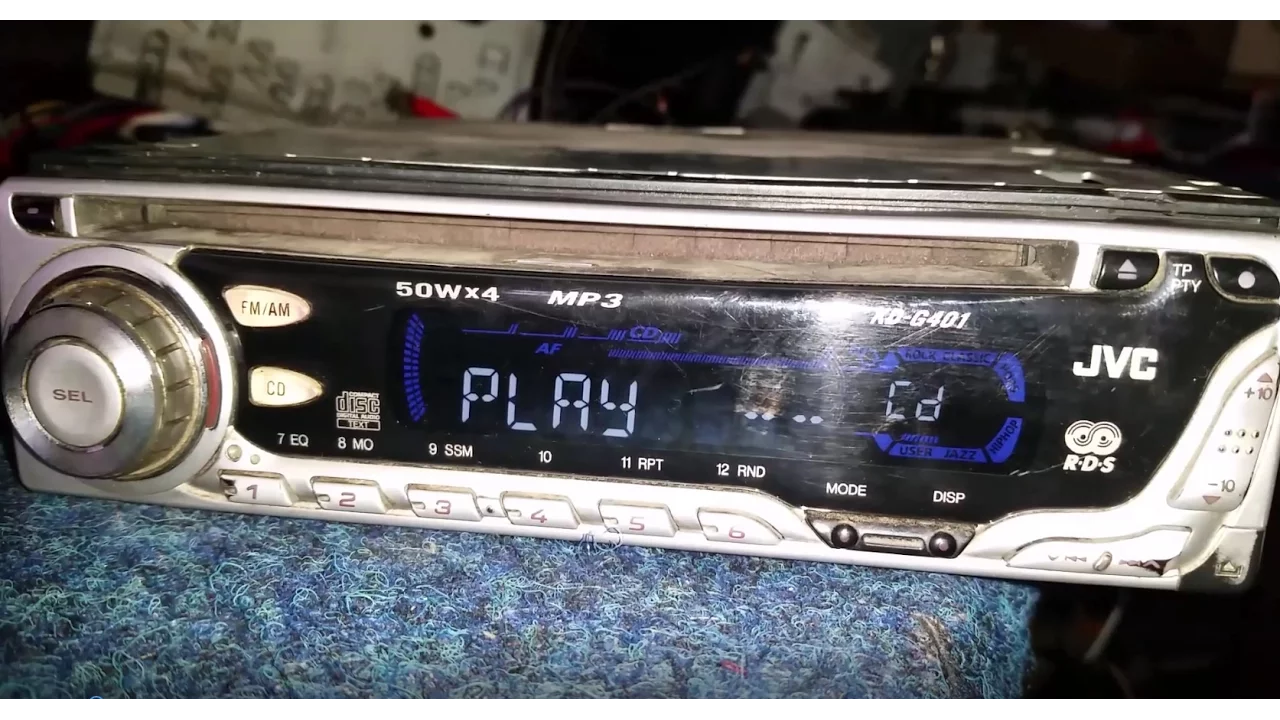 50Wx4 MP3 KD-G401
TP
PTY
FM/AM
CD
AF
ROCK CLASSIC
JVC
SEL
CD
PLAY Cd
+10
COMPACT
disc
DIGITAL AUDIO
TEXT
USER JAZZ HIPHOP
R·D·S
7 EQ 8 MO 9 SSM 10 11 RPT 12 RND
MODE DISP
-10
1 2 3 4 5 6